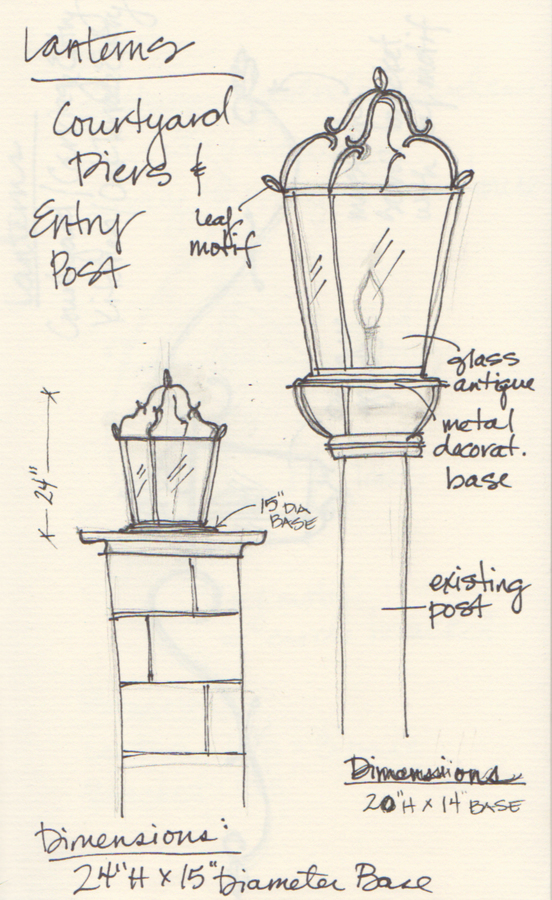 Lanterns
Courtyard
Piers &
Entry
Post
leaf
motif
glass
antique
metal
decorat.
base
24"
15" DIA
BASE
existing
post
Dimensions
20"H x 14" BASE
Dimensions:
24"H x 15" Diameter Base